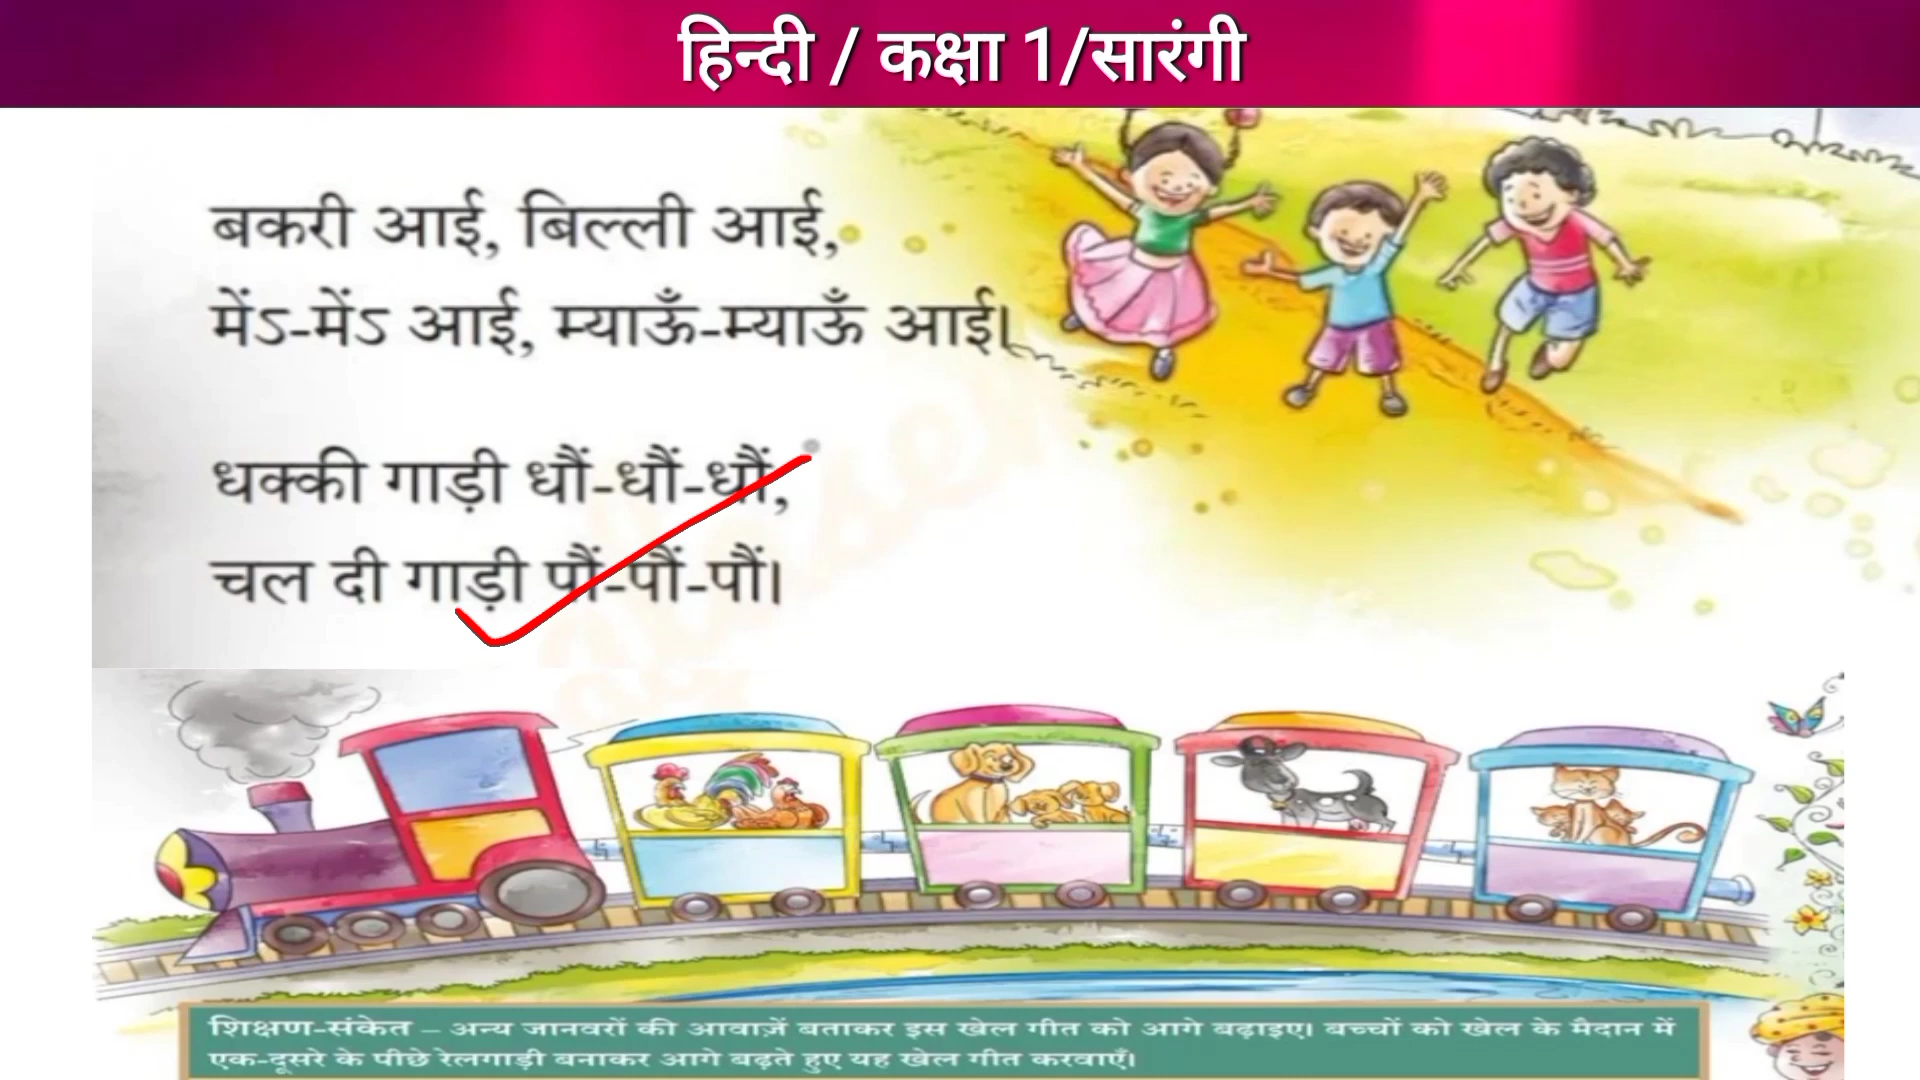 हिन्दी / कक्षा 1/सारंगी
बकरी आई, बिल्ली आई,
मेंऽ-मेंऽ आई, म्याऊँ-म्याऊँ आई।
धक्की गाड़ी धौं-धौं-धौं,
चल दी गाड़ी पौं-पौं-पौं।
शिक्षण-संकेत – अन्य जानवरों की आवाज़ें बताकर इस खेल गीत को आगे बढ़ाइए। बच्चों को खेल के मैदान में
एक-दूसरे के पीछे रेलगाड़ी बनाकर आगे बढ़ते हुए यह खेल गीत करवाएँ।